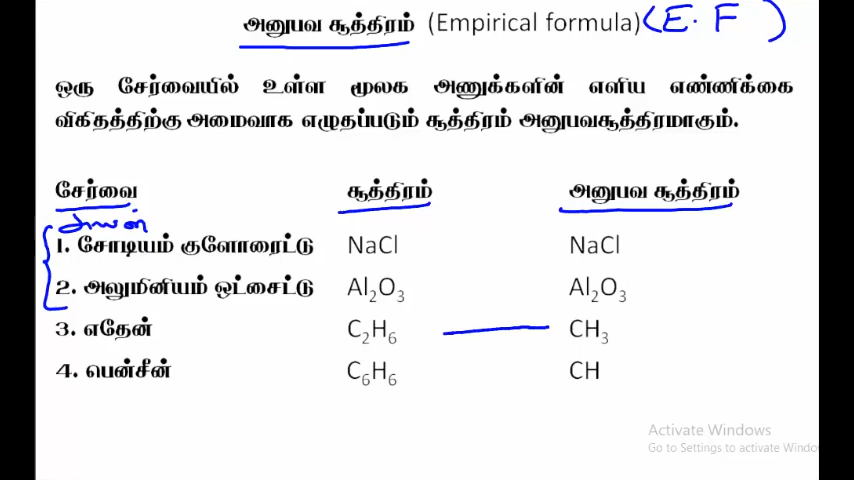 அனுபவ சூத்திரம் (Empirical formula) (E.F)
ஒரு சேர்வையில் உள்ள மூலக அணுக்களின் எளிய எண்ணிக்கை
விகிதத்திற்கு அமைவாக எழுதப்படும் சூத்திரம் அனுபவசூத்திரமாகும்.
சேர்வை சூத்திரம் அனுபவ சூத்திரம்
1. சோடியம் குளோரைட்டு NaCl NaCl
2. அலுமினியம் ஒட்சைட்டு Al₂O₃ Al₂O₃
3. எதேன் C₂H₆ CH₃
4. பென்சீன் C₆H₆ CH
Activate Windows
Go to Settings to activate Windo